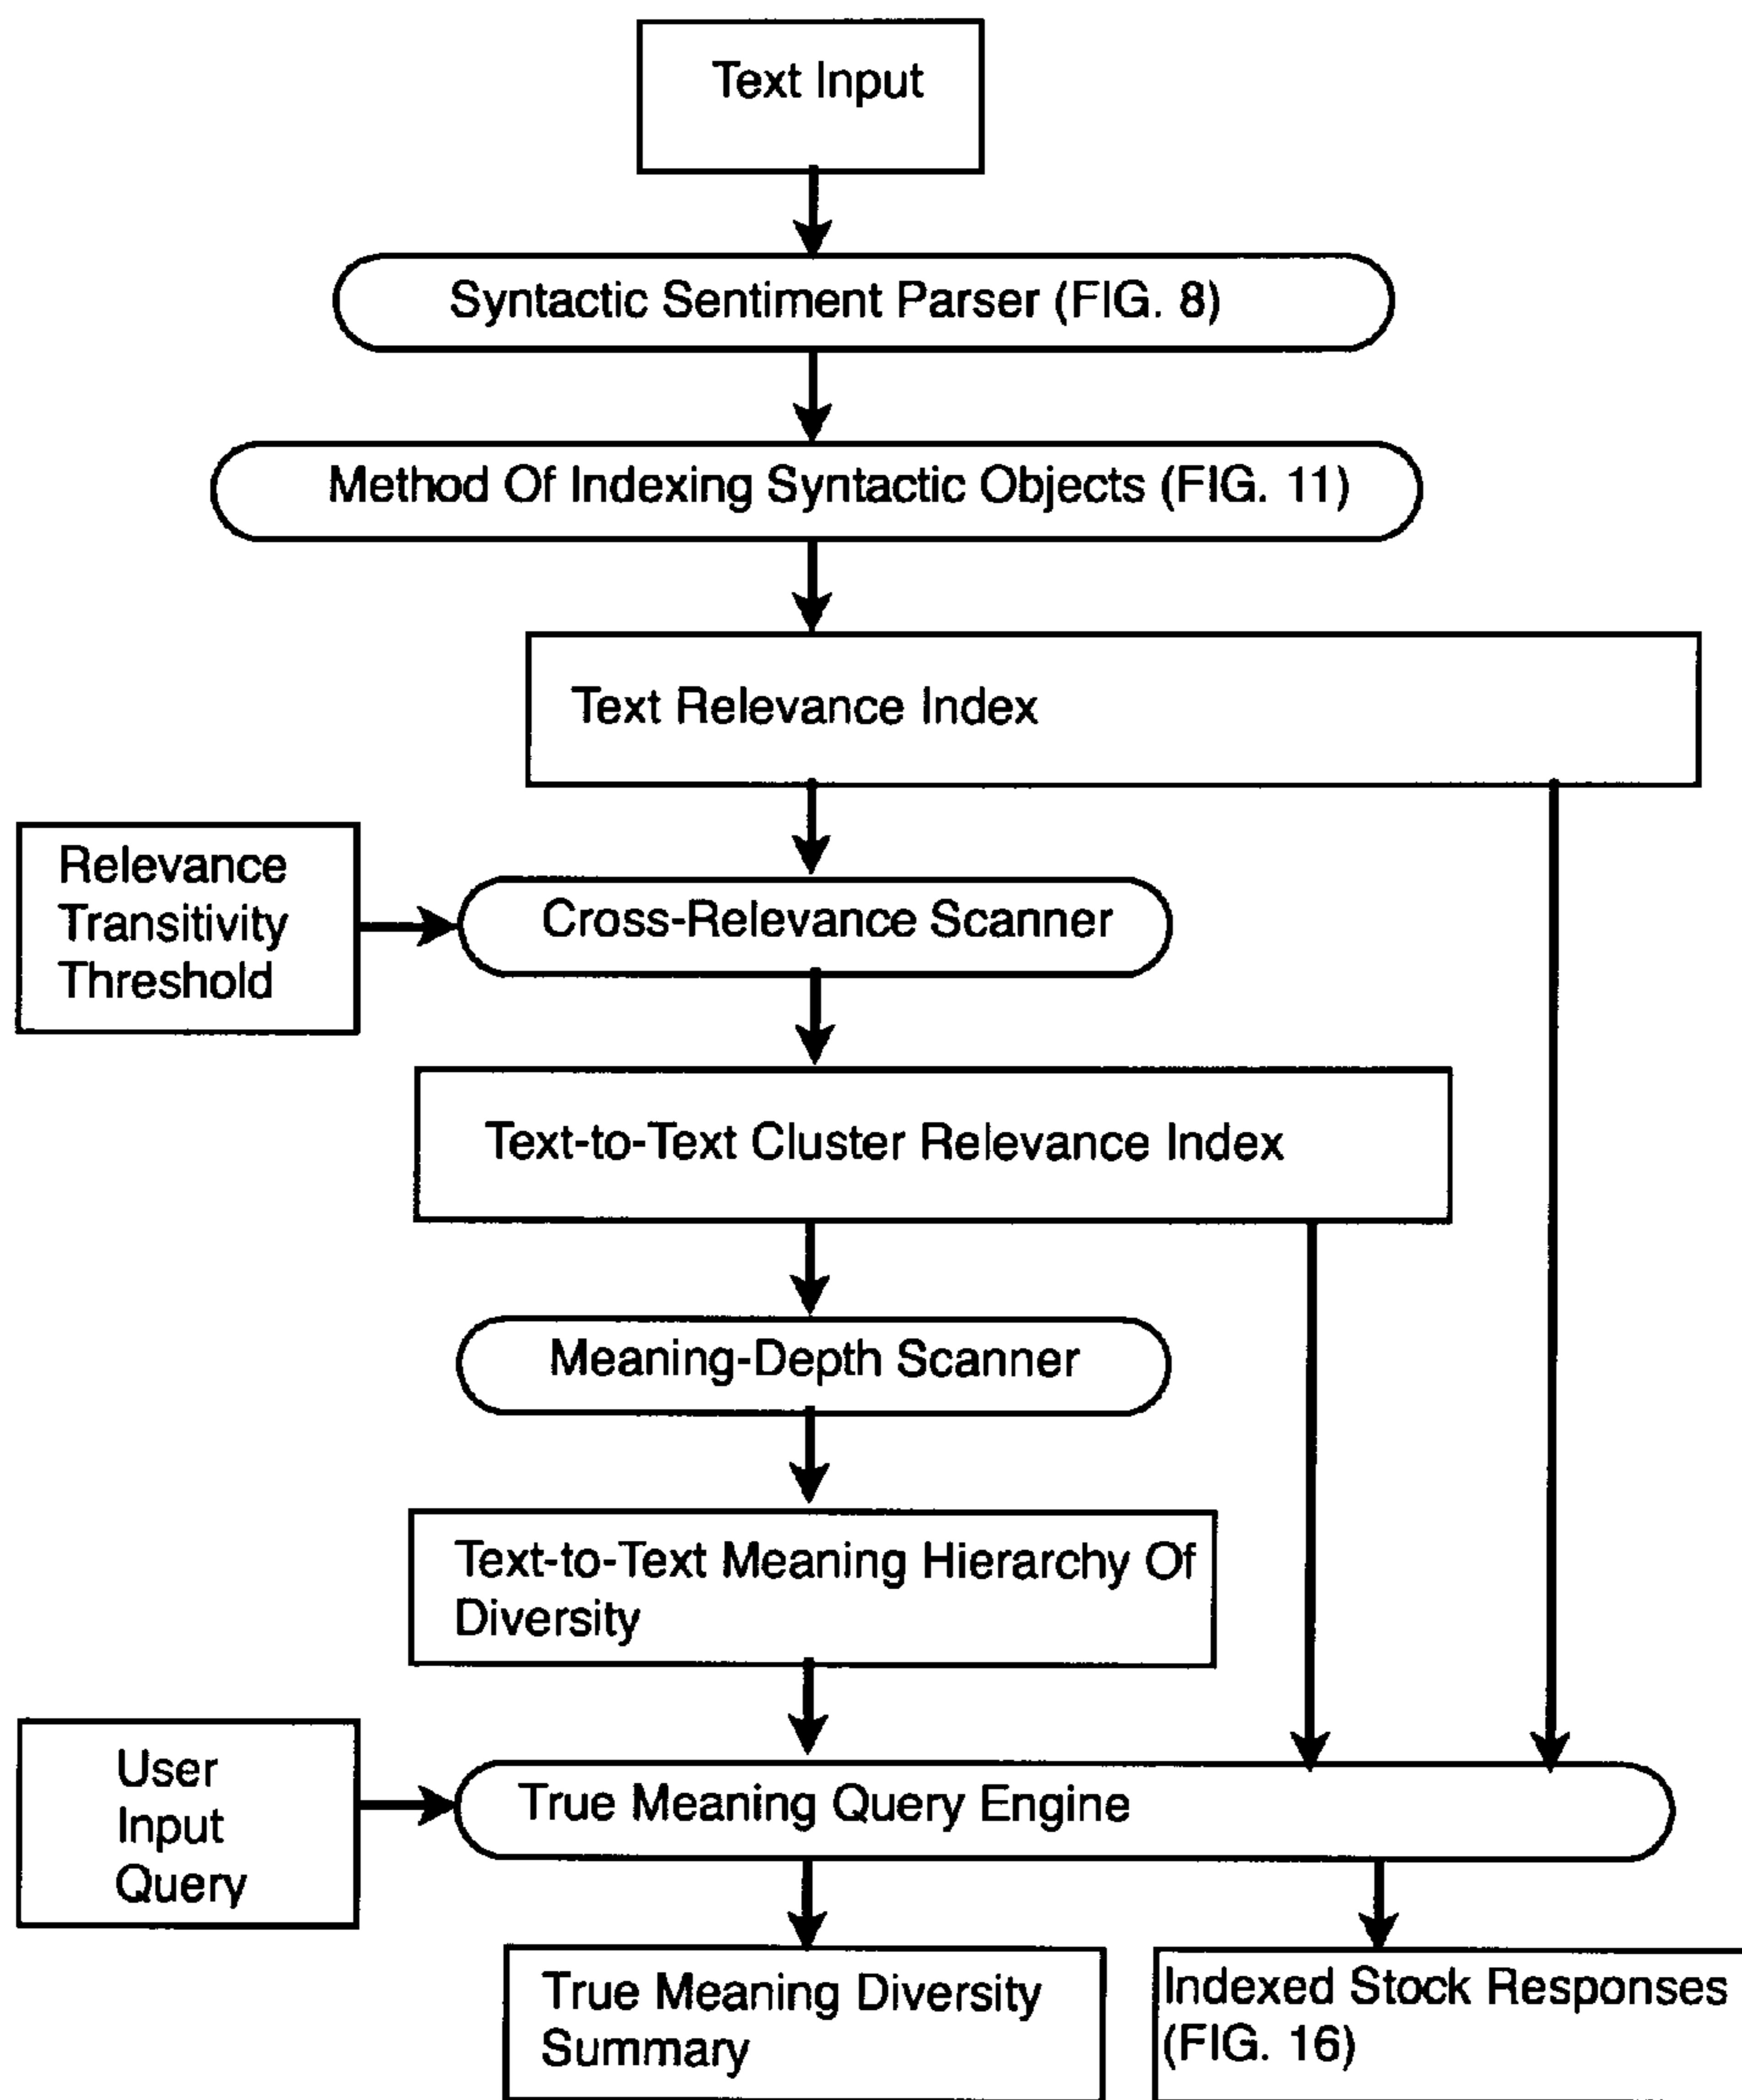 Text Input
Syntactic Sentiment Parser (FIG. 8)
Method Of Indexing Syntactic Objects (FIG. 11)
Text Relevance Index
Relevance
Transitivity
Threshold
Cross-Relevance Scanner
Text-to-Text Cluster Relevance Index
Meaning-Depth Scanner
Text-to-Text Meaning Hierarchy Of
Diversity
User
Input
Query
True Meaning Query Engine
True Meaning Diversity
Summary
Indexed Stock Responses
(FIG. 16)